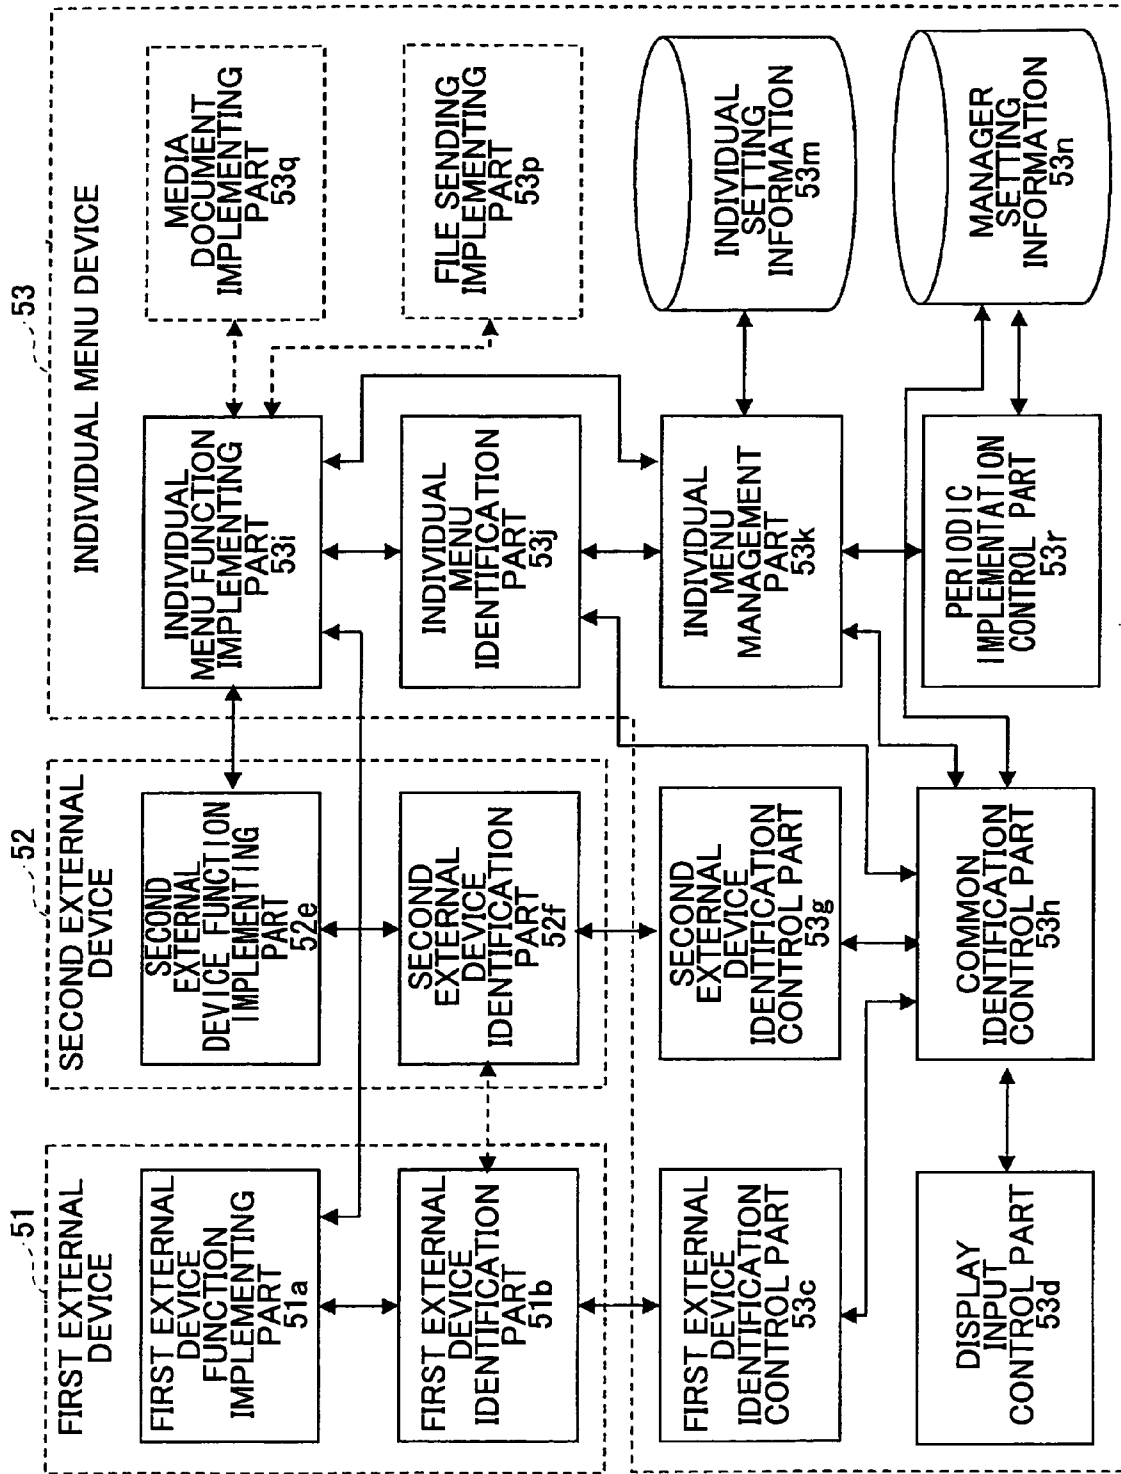 51
FIRST EXTERNAL
DEVICE
FIRST EXTERNAL
DEVICE
FUNCTION
IMPLEMENTING
PART
51a
FIRST EXTERNAL
DEVICE
IDENTIFICATION
PART
51b
FIRST EXTERNAL
DEVICE
IDENTIFICATION
CONTROL PART
53c
DISPLAY
INPUT
CONTROL PART
53d
52
SECOND EXTERNAL
DEVICE
SECOND
EXTERNAL
DEVICE FUNCTION
IMPLEMENTING
PART
52e
SECOND
EXTERNAL
DEVICE
IDENTIFICATION
PART
52f
SECOND
EXTERNAL
DEVICE
IDENTIFICATION
CONTROL PART
53g
COMMON
IDENTIFICATION
CONTROL PART
53h
53
INDIVIDUAL MENU DEVICE
INDIVIDUAL
MENU FUNCTION
IMPLEMENTING
PART
53i
INDIVIDUAL
MENU
IDENTIFICATION
PART
53j
INDIVIDUAL
MENU
MANAGEMENT
PART
53k
PERIODIC
IMPLEMENTATION
CONTROL PART
53r
MEDIA
DOCUMENT
IMPLEMENTING
PART
53q
FILE SENDING
IMPLEMENTING
PART
53p
INDIVIDUAL
SETTING
INFORMATION
53m
MANAGER
SETTING
INFORMATION
53n